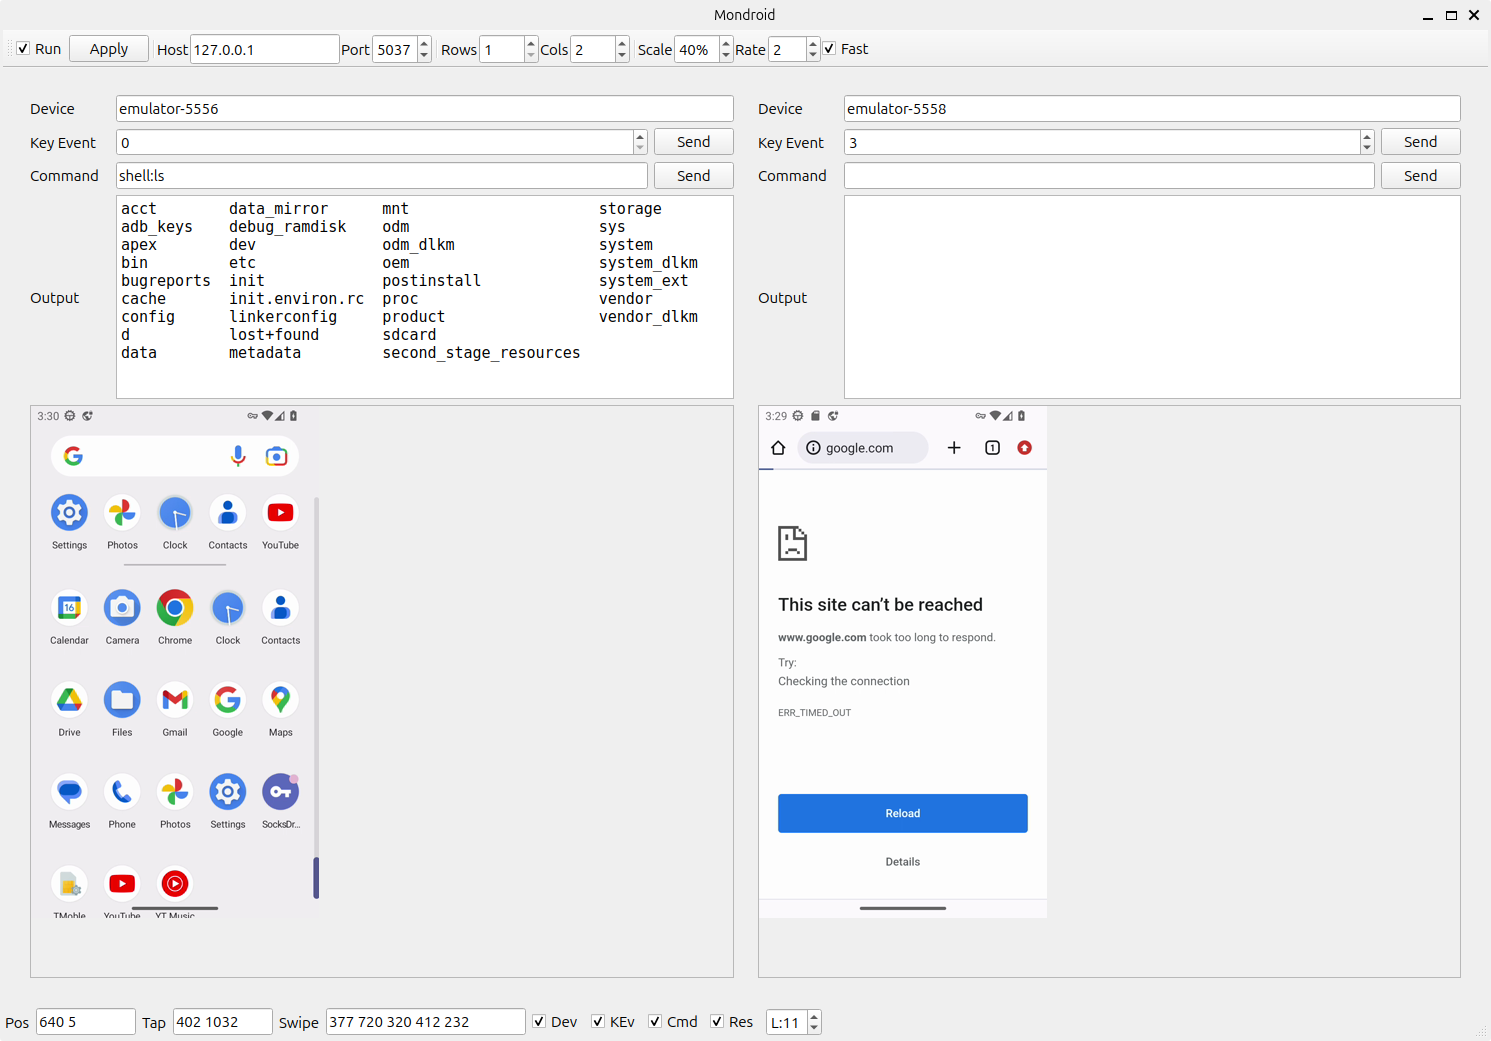 Mondroid
Run Apply Host 127.0.0.1 Port 5037 Rows 1 Cols 2 Scale 40% Rate 2 Fast
Device emulator-5556
Key Event 0 Send
Command shell:ls Send
Output
acct data_mirror mnt storage
adb_keys debug_ramdisk odm sys
apex dev odm_dlkm system
bin etc oem system_dlkm
bugreports init postinstall system_ext
cache init.environ.rc proc vendor
config linkerconfig product vendor_dlkm
d lost+found sdcard
data metadata second_stage_resources
3:30
Settings Photos Clock Contacts YouTube
16
Calendar Camera Chrome Clock Contacts
Drive Files Gmail Google Maps
Messages Phone Photos Settings SocksDr...
TMoble YouTube YT Music
Device emulator-5558
Key Event 3 Send
Command Send
Output
3:29
google.com 1
This site can't be reached
www.google.com took too long to respond.
Try:
Checking the connection
ERR_TIMED_OUT
Reload
Details
Pos 640 5 Tap 402 1032 Swipe 377 720 320 412 232 Dev KEv Cmd Res L:11